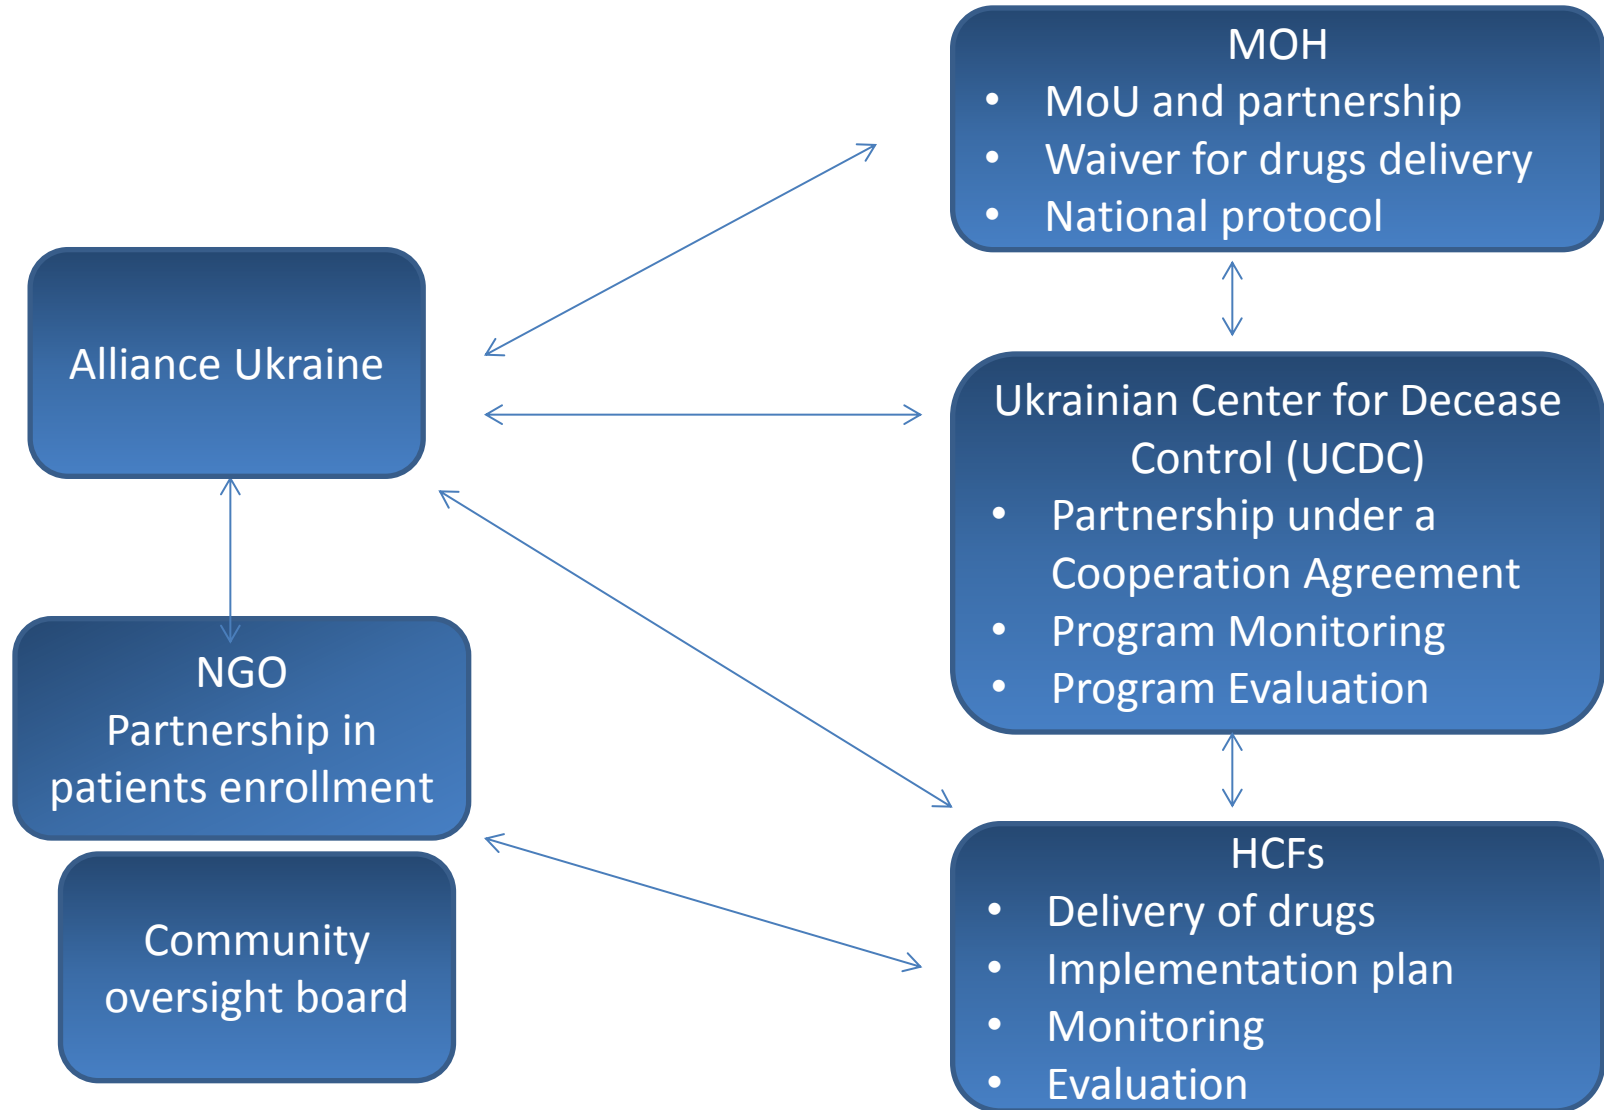 Alliance Ukraine
NGO
Partnership in
patients enrollment
Community
oversight board
MOH
• MoU and partnership
• Waiver for drugs delivery
• National protocol
Ukrainian Center for Decease
Control (UCDC)
• Partnership under a
Cooperation Agreement
• Program Monitoring
• Program Evaluation
HCFs
• Delivery of drugs
• Implementation plan
• Monitoring
• Evaluation